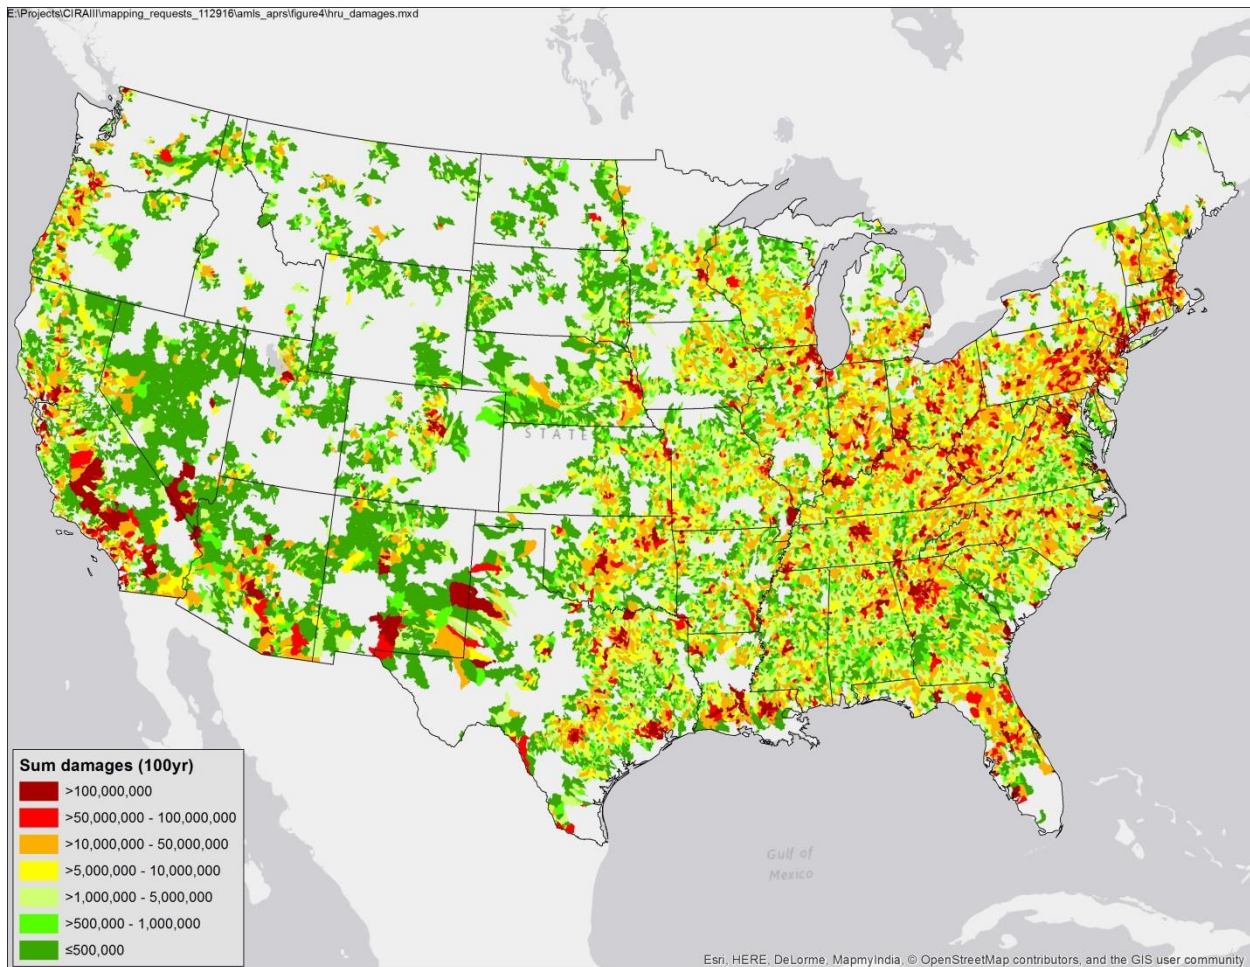 E:\Projects\CIRAIII\mapping_requests_112916\amls_aprs\figure4\hru_damages.mxd
STATE
Gulf of
Mexico
Sum damages (100yr)
>100,000,000
>50,000,000 - 100,000,000
>10,000,000 - 50,000,000
>5,000,000 - 10,000,000
>1,000,000 - 5,000,000
>500,000 - 1,000,000
≤500,000
Esri, HERE, DeLorme, MapmyIndia, © OpenStreetMap contributors, and the GIS user community